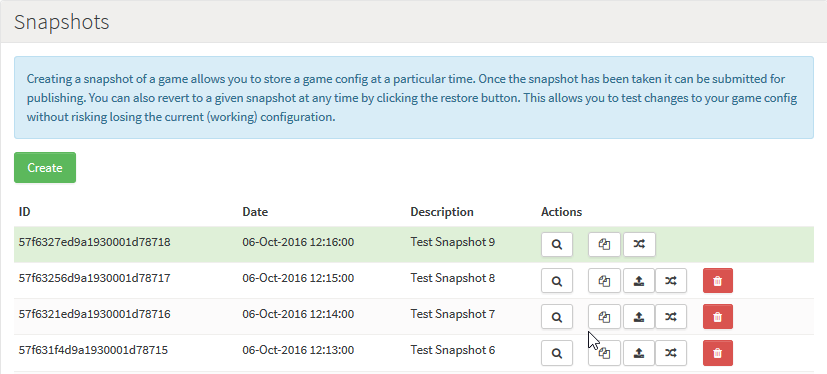 Snapshots
Creating a snapshot of a game allows you to store a game config at a particular time. Once the snapshot has been taken it can be submitted for
publishing. You can also revert to a given snapshot at any time by clicking the restore button. This allows you to test changes to your game config
without risking losing the current (working) configuration.
Create
ID Date Description Actions
57f6327ed9a1930001d78718 06-Oct-2016 12:16:00 Test Snapshot 9
57f63256d9a1930001d78717 06-Oct-2016 12:15:00 Test Snapshot 8
57f6321ed9a1930001d78716 06-Oct-2016 12:14:00 Test Snapshot 7
57f631f4d9a1930001d78715 06-Oct-2016 12:13:00 Test Snapshot 6